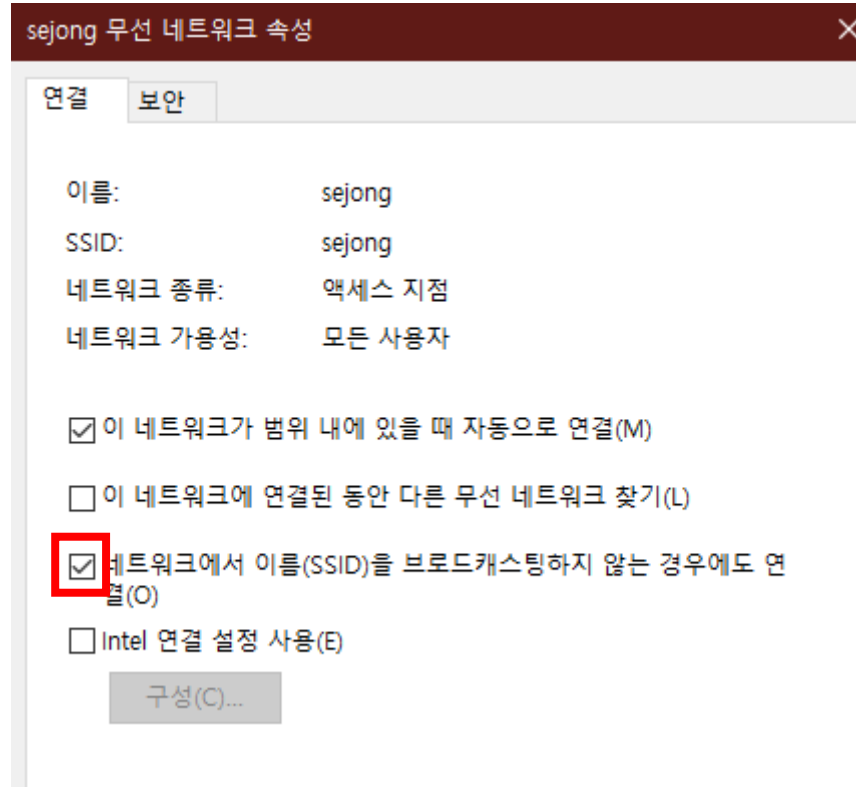 sejong 무선 네트워크 속성
연결 보안
이름: sejong
SSID: sejong
네트워크 종류: 액세스 지점
네트워크 가용성: 모든 사용자
이 네트워크가 범위 내에 있을 때 자동으로 연결(M)
이 네트워크에 연결된 동안 다른 무선 네트워크 찾기(L)
네트워크에서 이름(SSID)을 브로드캐스팅하지 않는 경우에도 연
결(O)
Intel 연결 설정 사용(E)
구성(C)...